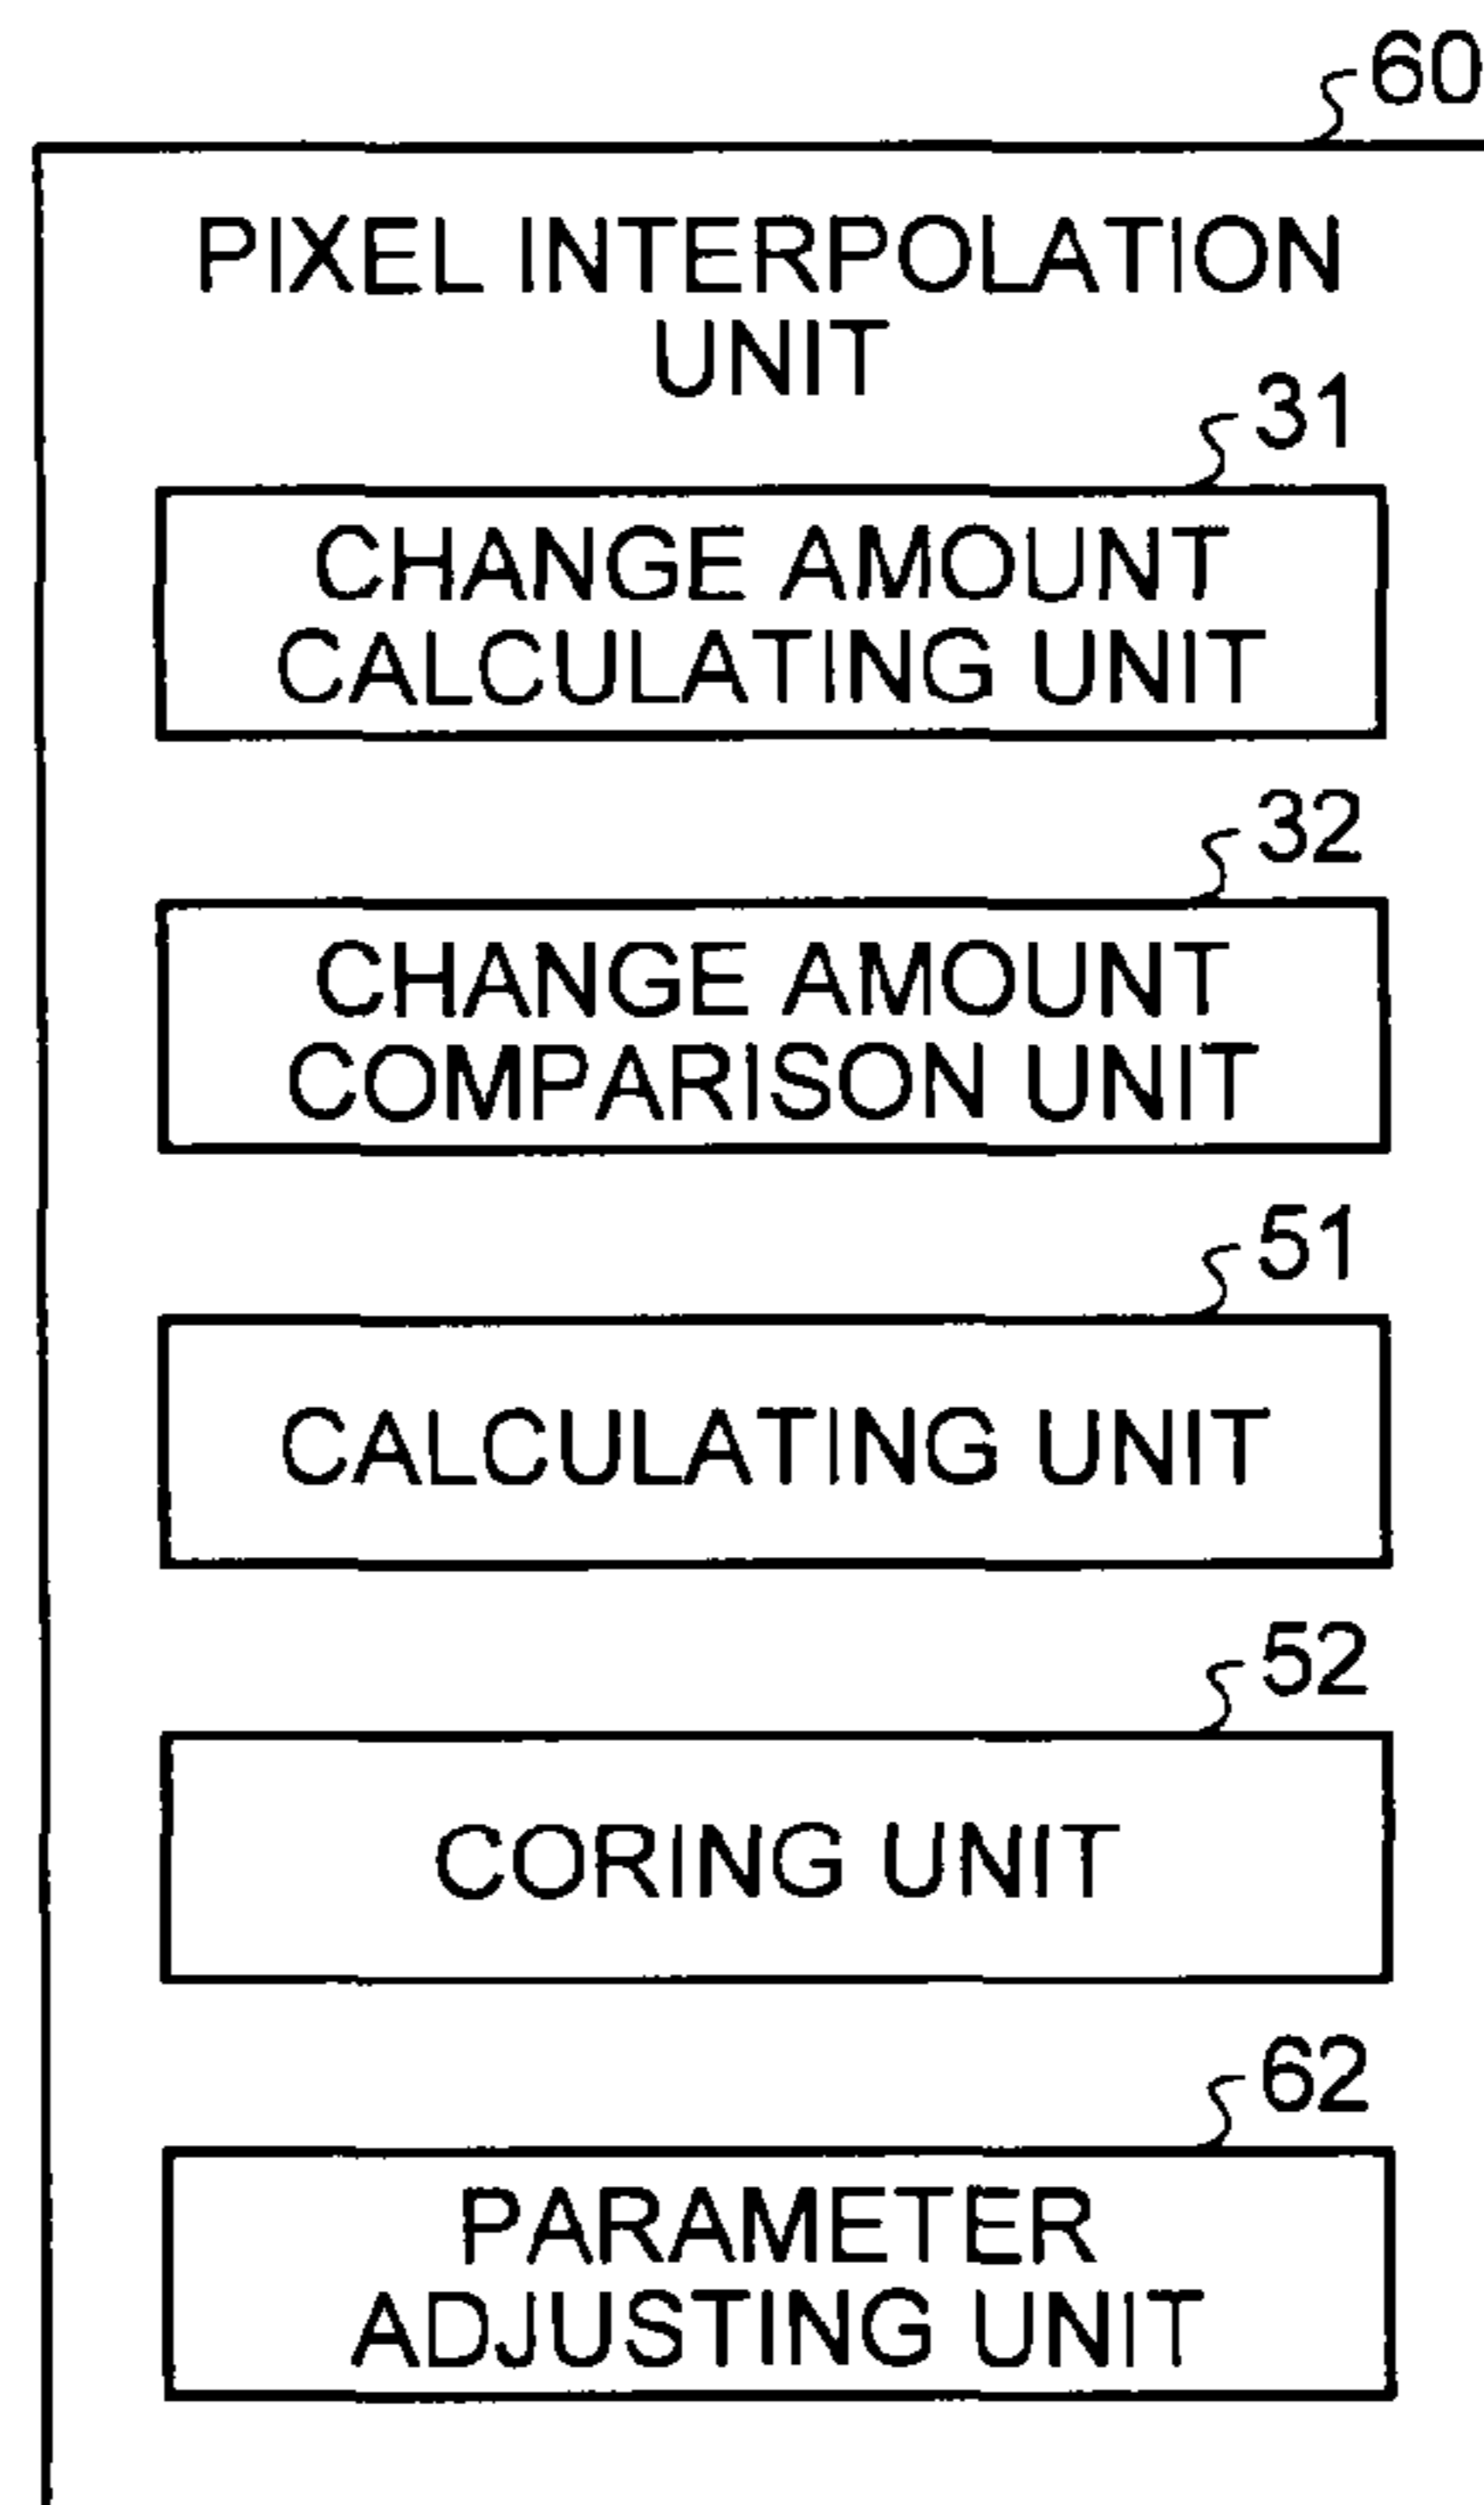 60
PIXEL INTERPOLATION
UNIT
31
CHANGE AMOUNT
CALCULATING UNIT
32
CHANGE AMOUNT
COMPARISON UNIT
51
CALCULATING UNIT
52
CORING UNIT
62
PARAMETER
ADJUSTING UNIT